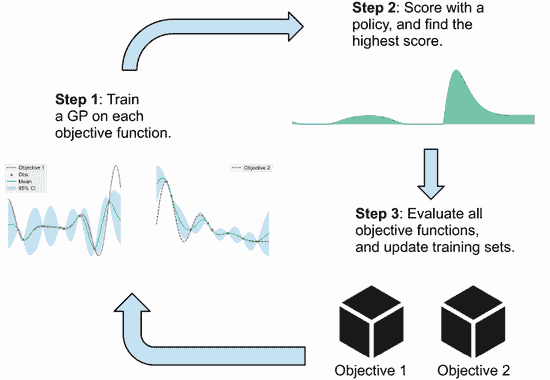 Step 2: Score with a
policy, and find the
highest score.
Step 1: Train
a GP on each
objective function.
Objective 1
Obs
Mean
95% CI
Objective 2
Step 3: Evaluate all
objective functions,
and update training sets.
Objective 1
Objective 2